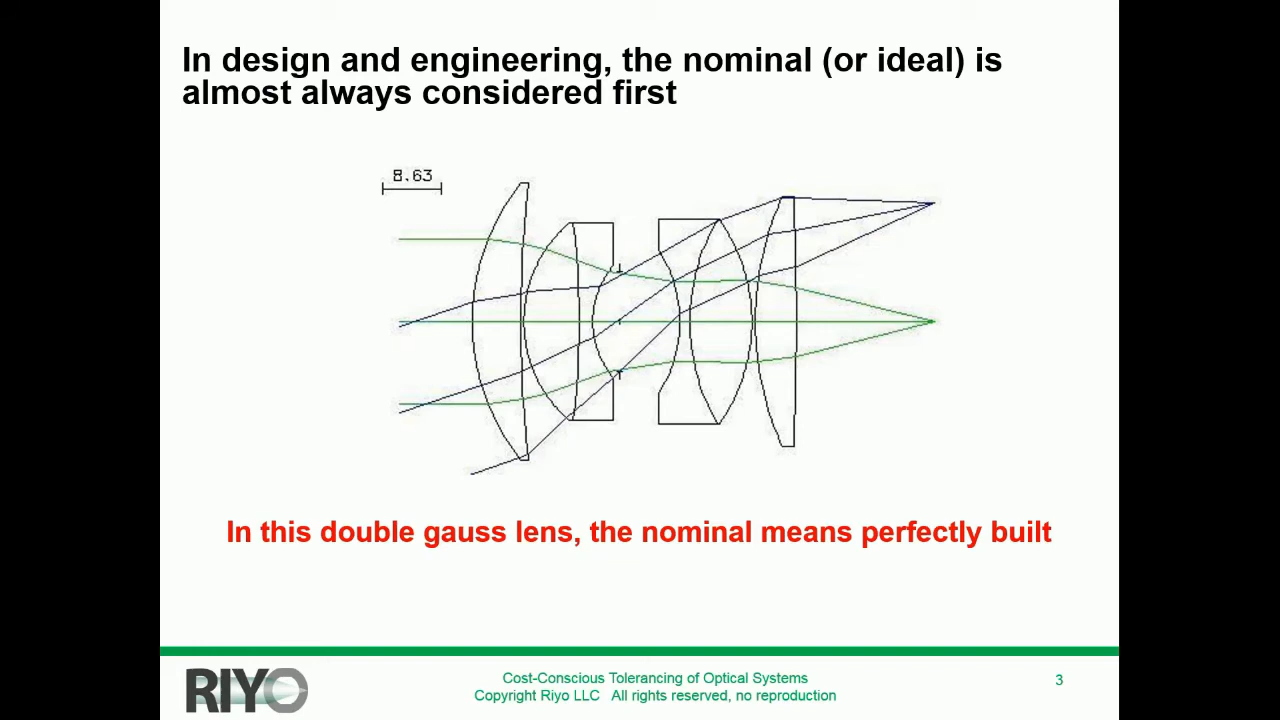 In design and engineering, the nominal (or ideal) is
almost always considered first
8.63
In this double gauss lens, the nominal means perfectly built
RIYO
Cost-Conscious Tolerancing of Optical Systems
Copyright Riyo LLC   All rights reserved, no reproduction
3